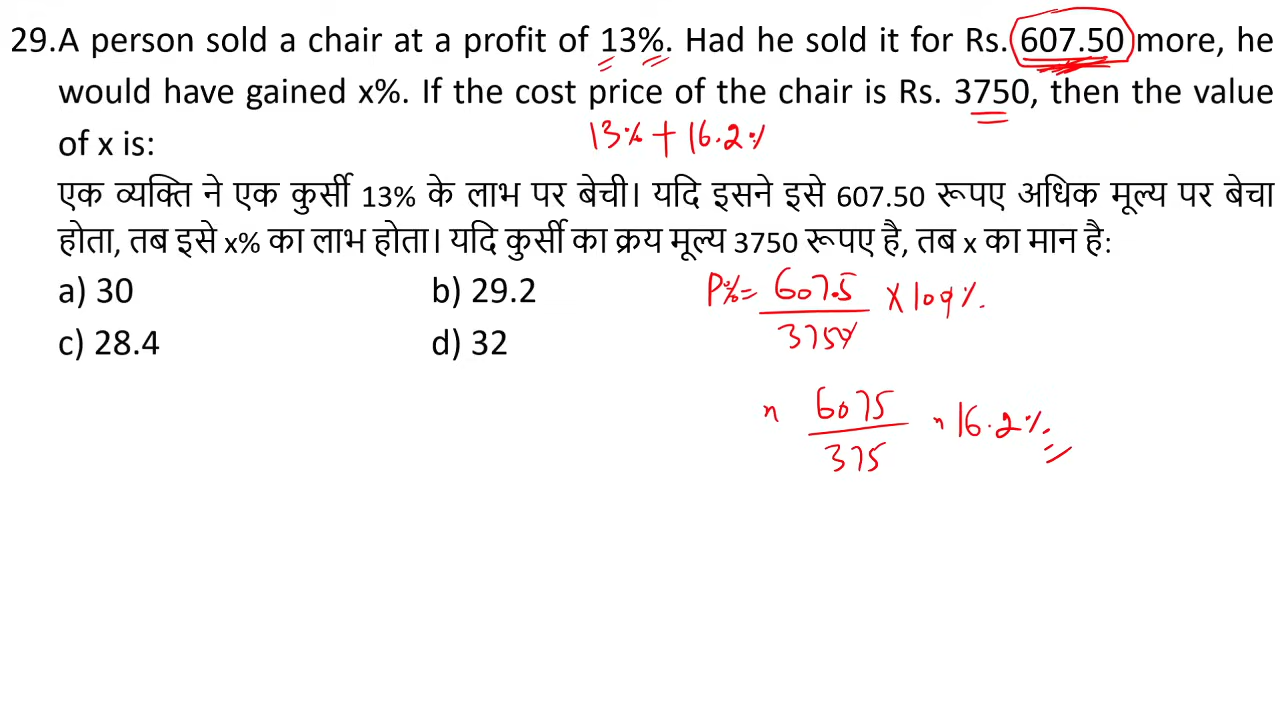 29.A person sold a chair at a profit of 13%. Had he sold it for Rs. 607.50 more, he
would have gained x%. If the cost price of the chair is Rs. 3750, then the value
of x is:
13% + 16.2%
एक व्यक्ति ने एक कुर्सी 13% के लाभ पर बेची। यदि इसने इसे 607.50 रूपए अधिक मूल्य पर बेचा
होता, तब इसे x% का लाभ होता। यदि कुर्सी का क्रय मूल्य 3750 रूपए है, तब x का मान है:
a) 30 b) 29.2
c) 28.4 d) 32
P% = 607.5 × 100%
3750
= 6075 = 16.2%
375